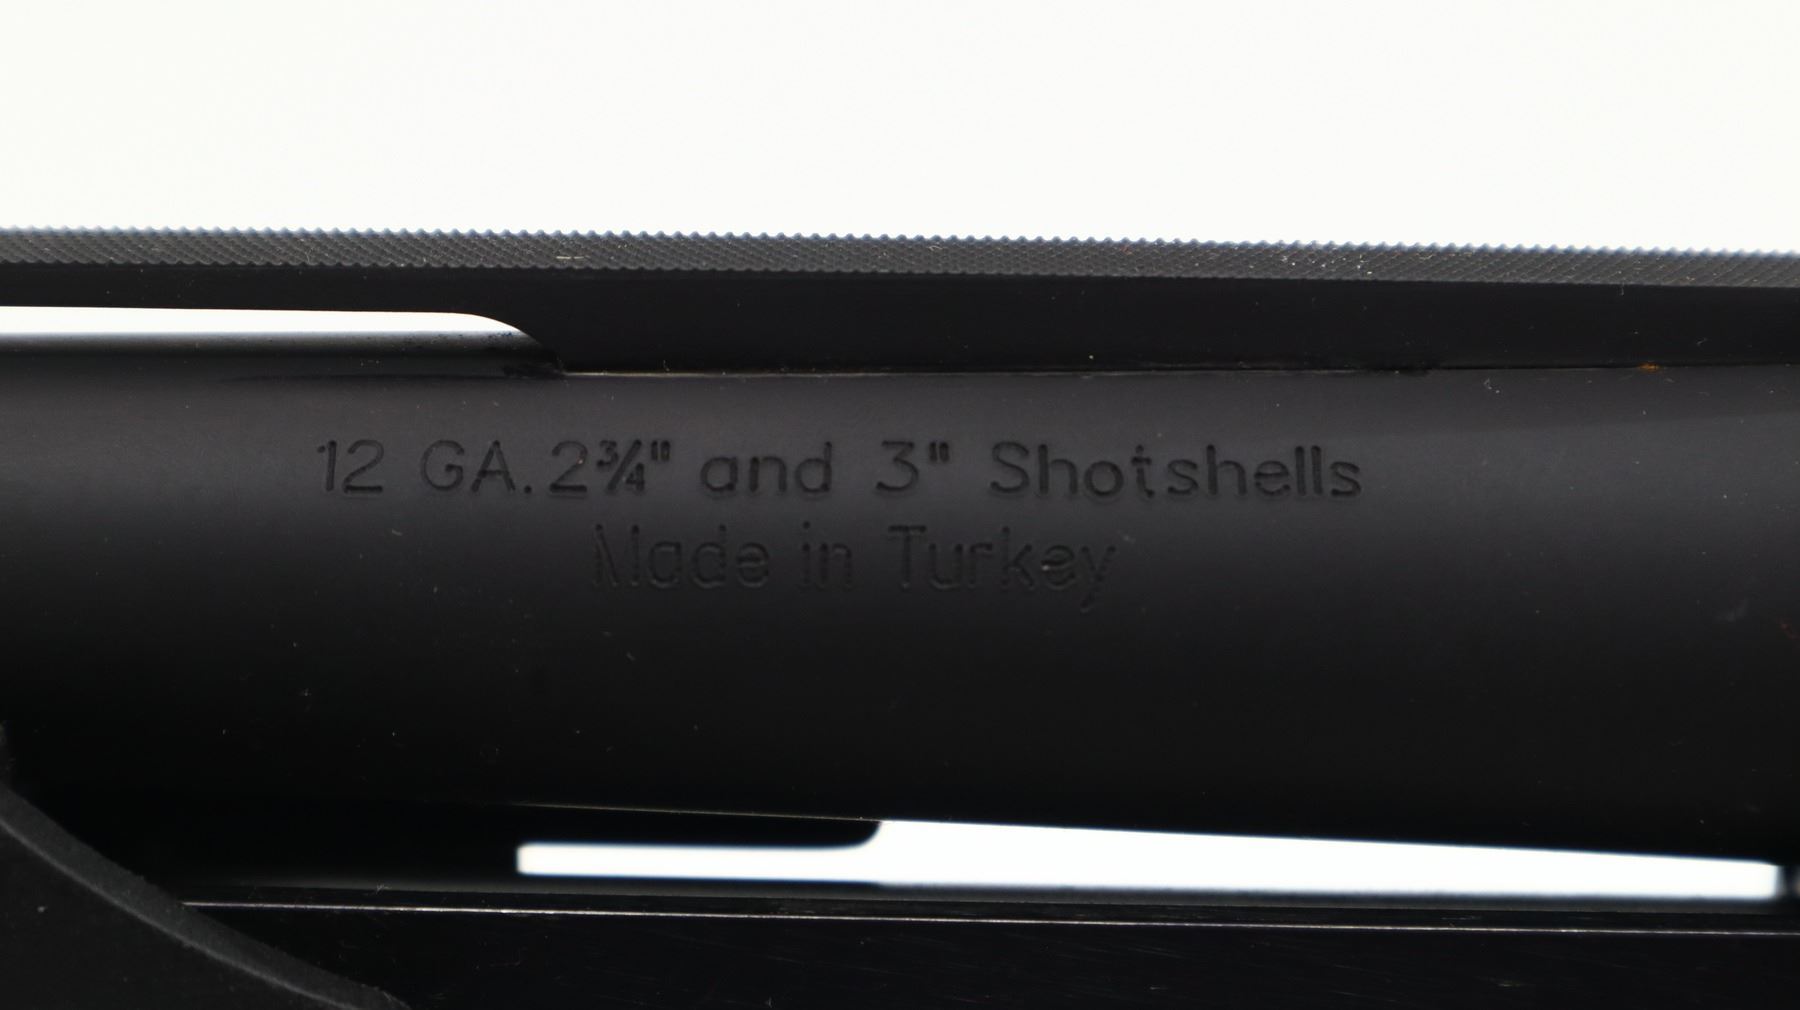 12 GA. 2¾" and 3" Shotshells
Made in Turkey